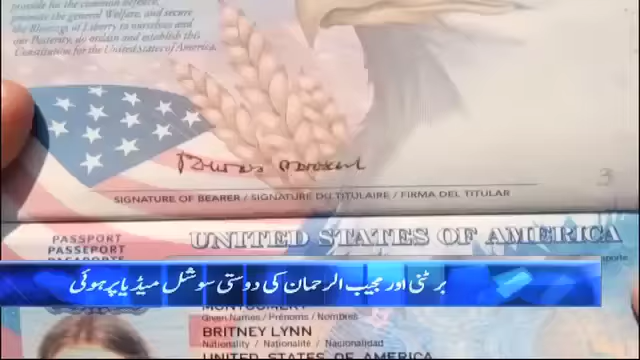 provide for the common defence,
promote the general Welfare, and secure
the Blessings of Liberty to ourselves and
our Posterity, do ordain and establish this
Constitution for the United States of America.
3
SIGNATURE OF BEARER / SIGNATURE DU TITULAIRE / FIRMA DEL TITULAR
PASSPORT
PASSEPORT
PASAPORTE
UNITED STATES OF AMERICA
برٹنی اور مجیب الرحمان کی دوستی سوشل میڈیا پر ہوئی
MONTGOMERY
Given Names / Prénoms / Nombres
BRITNEY LYNN
Nationality / Nationalité / Nacionalidad
UNITED STATES OF AMERICA